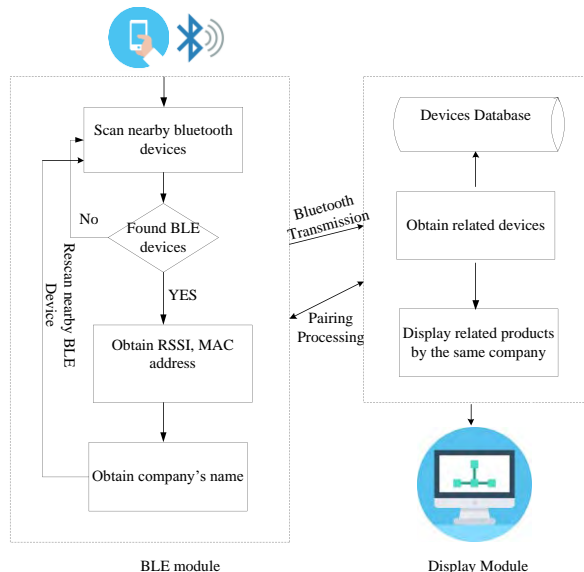 Scan nearby bluetooth
devices
No
Found BLE
devices
Rescan nearby BLE
Device
YES
Obtain RSSI, MAC
address
Obtain company's name
BLE module
Bluetooth
Transmission
Pairing
Processing
Devices Database
Obtain related devices
Display related products
by the same company
Display Module